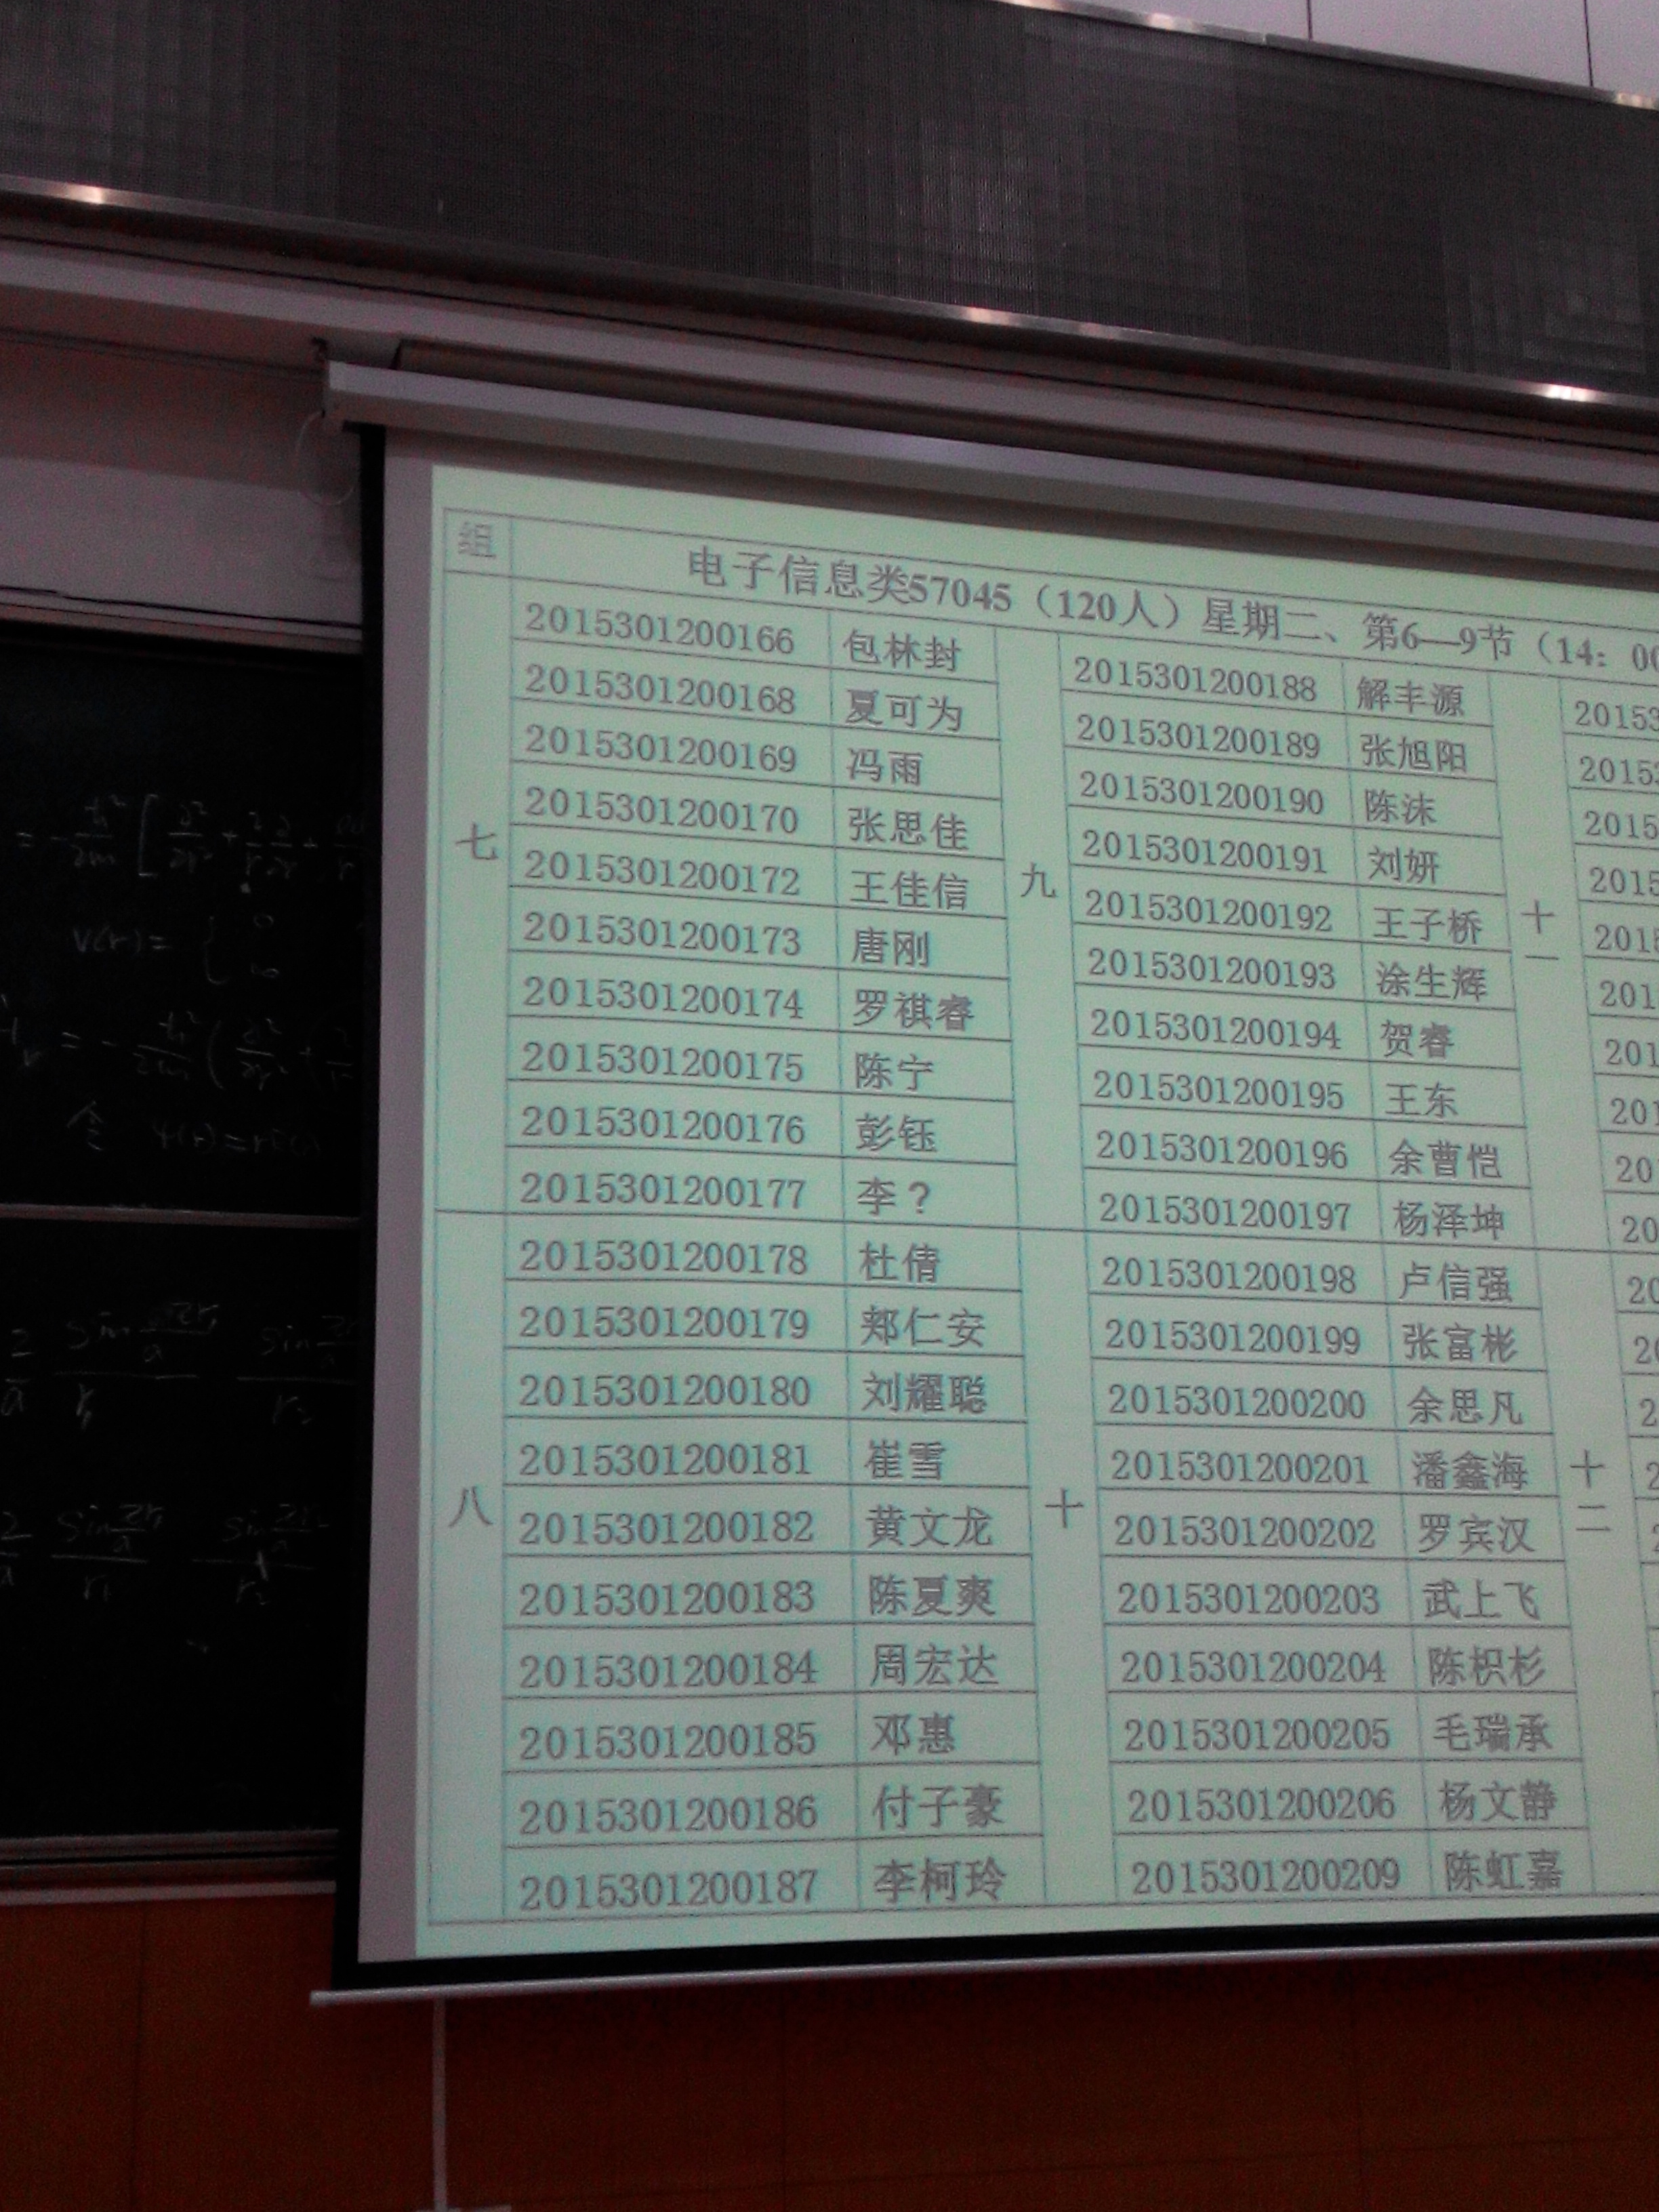 组 电子信息类57045（120人）星期二、第6—9节（14：00
七
2015301200166 包林封
2015301200168 夏可为
2015301200169 冯雨
2015301200170 张思佳
2015301200172 王佳信
2015301200173 唐刚
2015301200174 罗祺睿
2015301200175 陈宁
2015301200176 彭钰
2015301200177 李？
八
2015301200178 杜倩
2015301200179 郏仁安
2015301200180 刘耀聪
2015301200181 崔雪
2015301200182 黄文龙
2015301200183 陈夏爽
2015301200184 周宏达
2015301200185 邓惠
2015301200186 付子豪
2015301200187 李柯玲
九
2015301200188 解丰源
2015301200189 张旭阳
2015301200190 陈沫
2015301200191 刘妍
2015301200192 王子桥
2015301200193 涂生辉
2015301200194 贺睿
2015301200195 王东
2015301200196 余曹恺
2015301200197 杨泽坤
十
2015301200198 卢信强
2015301200199 张富彬
2015301200200 余思凡
2015301200201 潘鑫海
2015301200202 罗宾汉
2015301200203 武上飞
2015301200204 陈枳杉
2015301200205 毛瑞承
2015301200206 杨文静
2015301200209 陈虹嘉
十一
十二
V(r)=
令